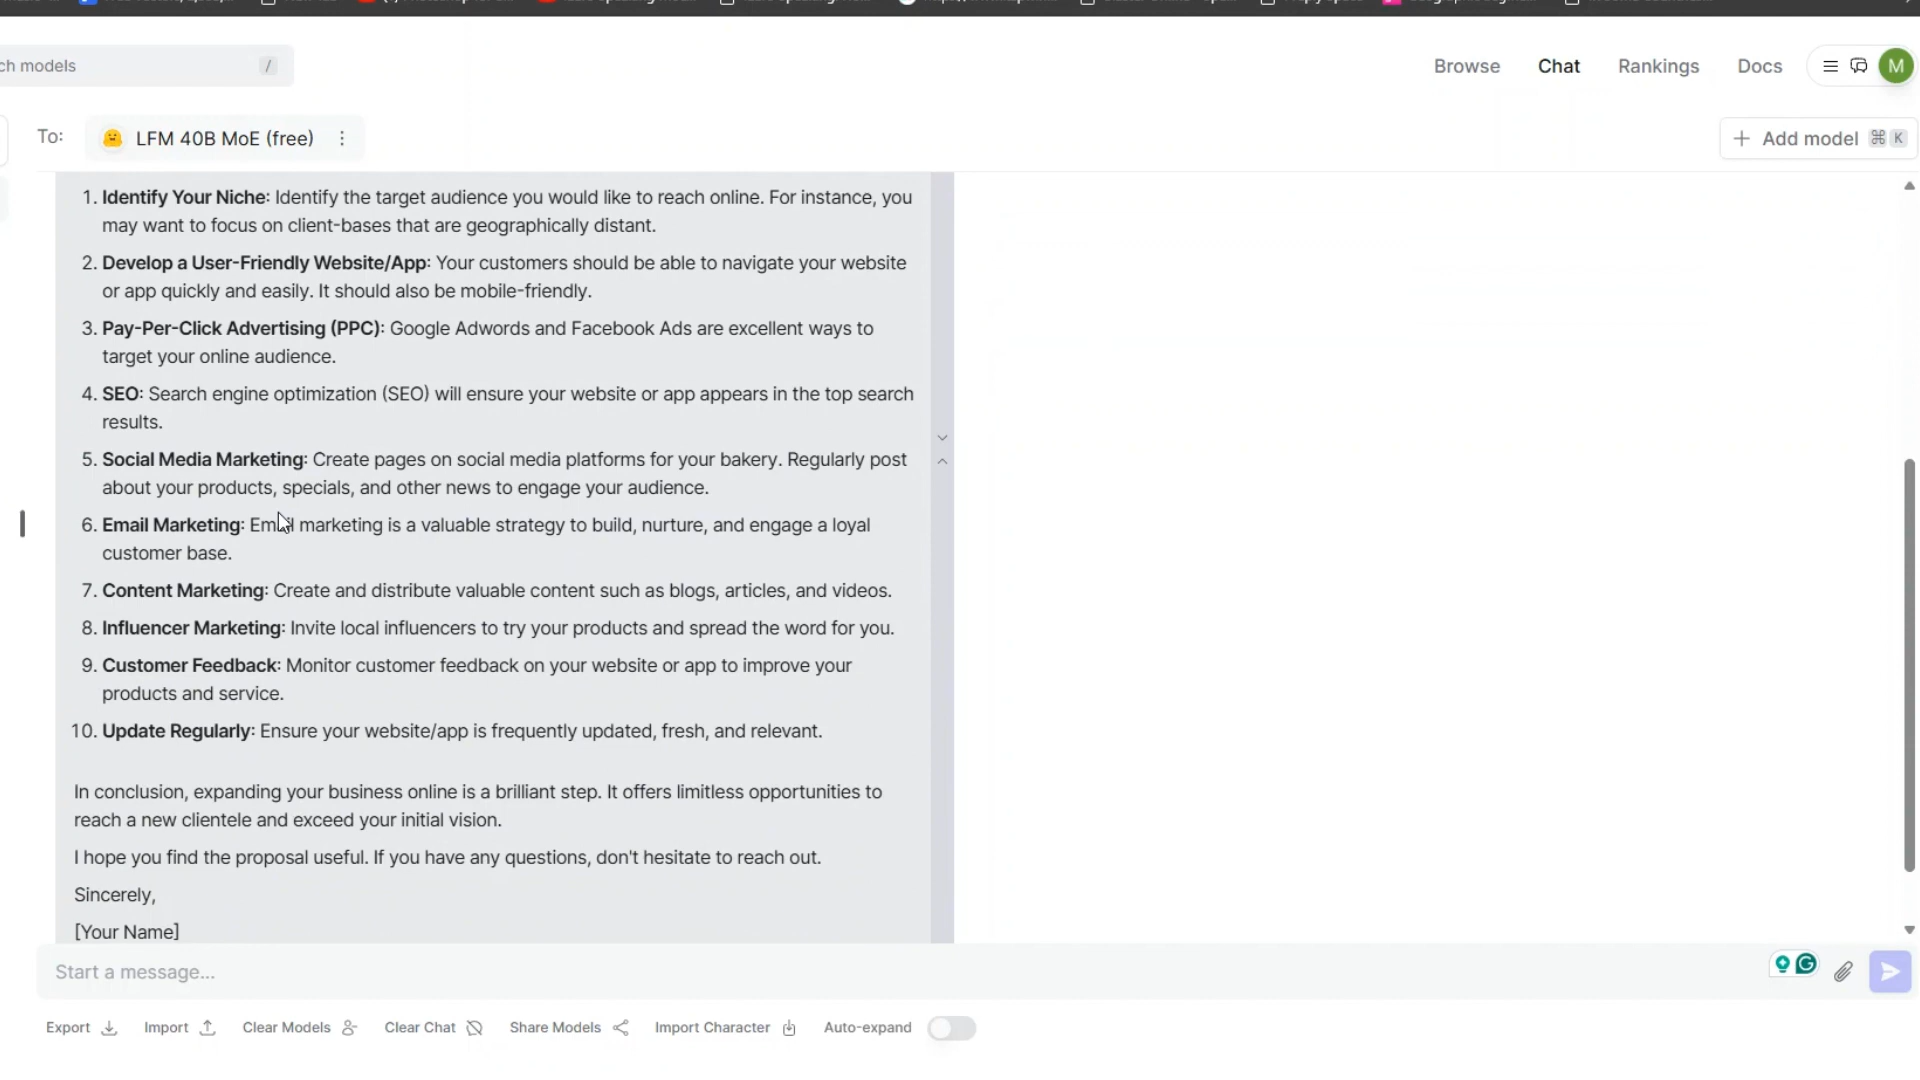 ch models /
Browse Chat Rankings Docs M
To: LFM 40B MoE (free) Add model ⌘ K
1. Identify Your Niche: Identify the target audience you would like to reach online. For instance, you
may want to focus on client-bases that are geographically distant.
2. Develop a User-Friendly Website/App: Your customers should be able to navigate your website
or app quickly and easily. It should also be mobile-friendly.
3. Pay-Per-Click Advertising (PPC): Google Adwords and Facebook Ads are excellent ways to
target your online audience.
4. SEO: Search engine optimization (SEO) will ensure your website or app appears in the top search
results.
5. Social Media Marketing: Create pages on social media platforms for your bakery. Regularly post
about your products, specials, and other news to engage your audience.
6. Email Marketing: Email marketing is a valuable strategy to build, nurture, and engage a loyal
customer base.
7. Content Marketing: Create and distribute valuable content such as blogs, articles, and videos.
8. Influencer Marketing: Invite local influencers to try your products and spread the word for you.
9. Customer Feedback: Monitor customer feedback on your website or app to improve your
products and service.
10. Update Regularly: Ensure your website/app is frequently updated, fresh, and relevant.
In conclusion, expanding your business online is a brilliant step. It offers limitless opportunities to
reach a new clientele and exceed your initial vision.
I hope you find the proposal useful. If you have any questions, don't hesitate to reach out.
Sincerely,
[Your Name]
Start a message...
Export Import Clear Models Clear Chat Share Models Import Character Auto-expand